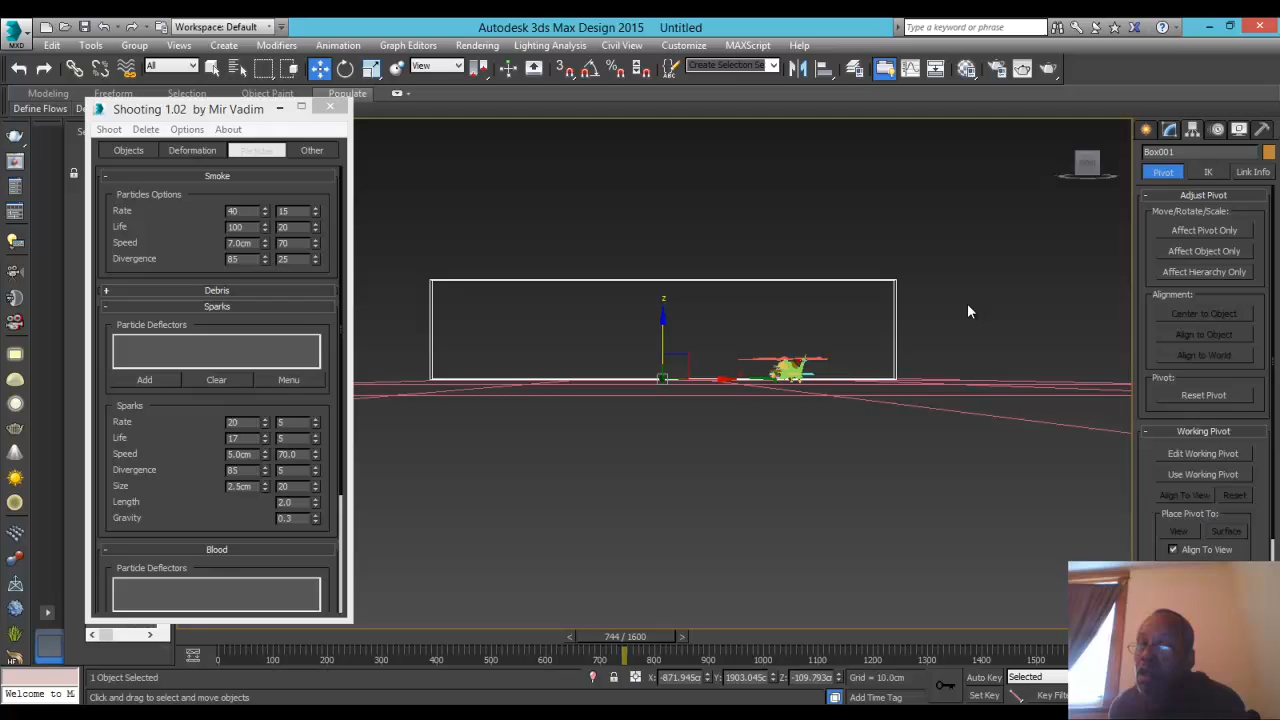 MXD
Workspace: Default
Autodesk 3ds Max Design 2015 Untitled
Type a keyword or phrase
Edit Tools Group Views Create Modifiers Animation Graph Editors Rendering Lighting Analysis Civil View Customize MAXScript Help
All
View
Create Selection Se
Modeling Freeform Selection Object Paint Populate
Define Flows
Shooting 1.02 by Mir Vadim
Shoot Delete Options About
Objects Deformation Particles Other
- Smoke
Particles Options
Rate 40 15
Life 100 20
Speed 7.0cm 70
Divergence 85 25
+ Debris
- Sparks
Particle Deflectors
Add Clear Menu
Sparks
Rate 20 5
Life 17 5
Speed 5.0cm 70.0
Divergence 85 5
Size 2.5cm 20
Length 2.0
Gravity 0.3
- Blood
Particle Deflectors
z
Box001
Pivot IK Link Info
- Adjust Pivot
Move/Rotate/Scale:
Affect Pivot Only
Affect Object Only
Affect Hierarchy Only
Alignment:
Center to Object
Align to Object
Align to World
Pivot:
Reset Pivot
- Working Pivot
Edit Working Pivot
Use Working Pivot
Align To View Reset
Place Pivot To:
View Surface
Align To View
< 744 / 1600 >
0 100 200 300 400 500 600 700 800 900 1000 1100 1200 1300 1400 1500
1 Object Selected
X: -871.945c Y: 1903.045c Z: -109.793c Grid = 10.0cm
Auto Key Selected
Welcome to M
Click and drag to select and move objects
Add Time Tag
Set Key Key Filt